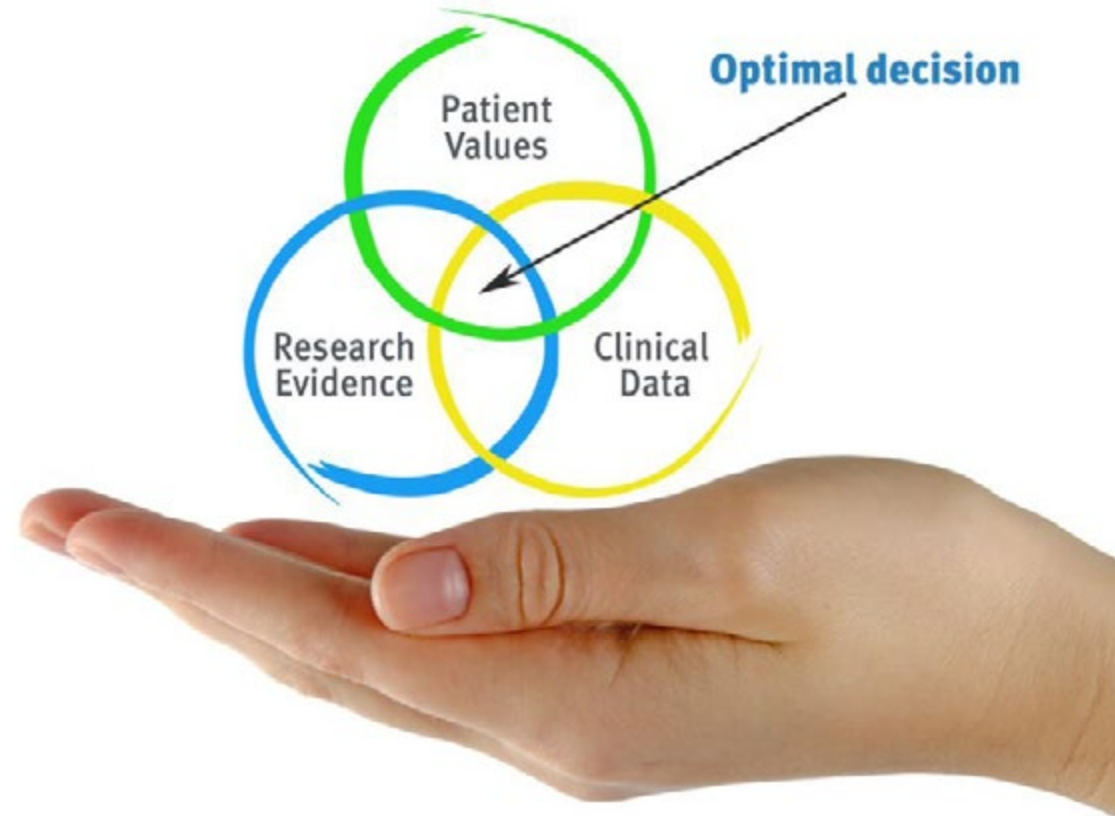 Optimal decision
Patient
Values
Research
Evidence
Clinical
Data